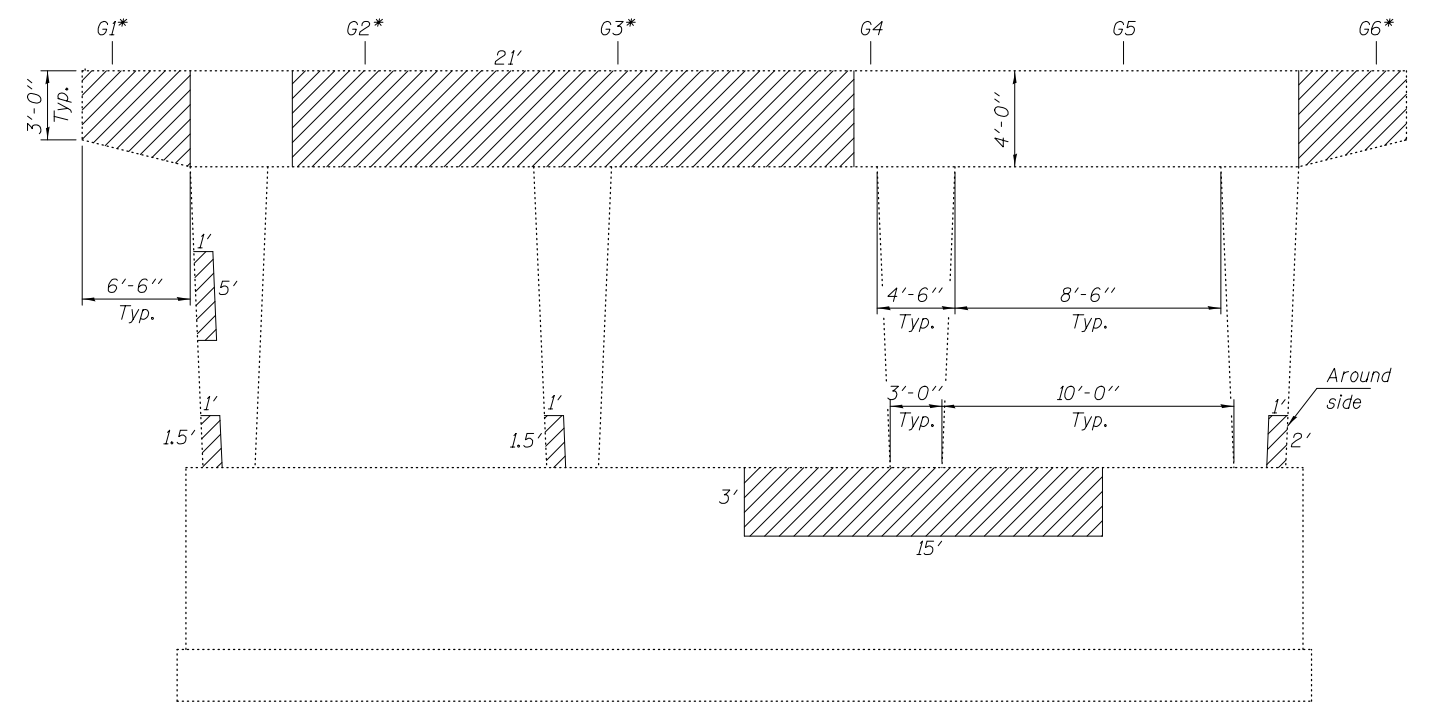 G1* G2* G3* G4 G5 G6*
21'
3'-0"
Typ.
4'-0"
1'
5'
6'-6"
Typ.
4'-6"
Typ.
8'-6"
Typ.
Around
side
3'-0"
Typ.
10'-0"
Typ.
1'
1.5'
1'
1.5'
1'
2'
3'
15'